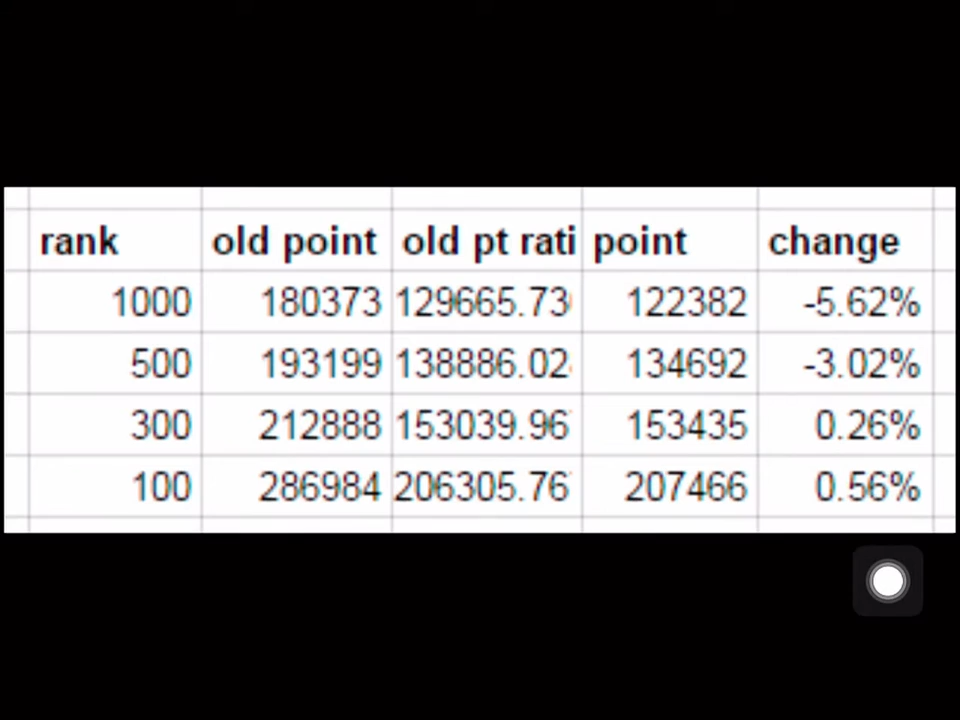 rank old point old pt rati point change
1000 180373 129665.73 122382 -5.62%
500 193199 138886.02 134692 -3.02%
300 212888 153039.96 153435 0.26%
100 286984 206305.76 207466 0.56%